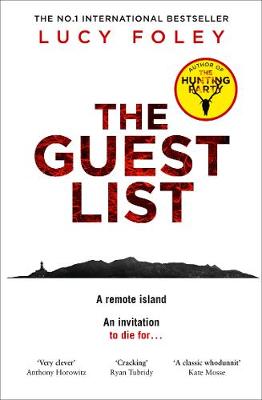 THE NO.1 INTERNATIONAL BESTSELLER
LUCY FOLEY
AUTHOR OF
THE
HUNTING
PARTY
THE
GUEST
LIST
A remote island
An invitation
to die for...
‘Very clever’
Anthony Horowitz
‘Cracking’
Ryan Tubridy
‘A classic whodunnit’
Kate Mosse